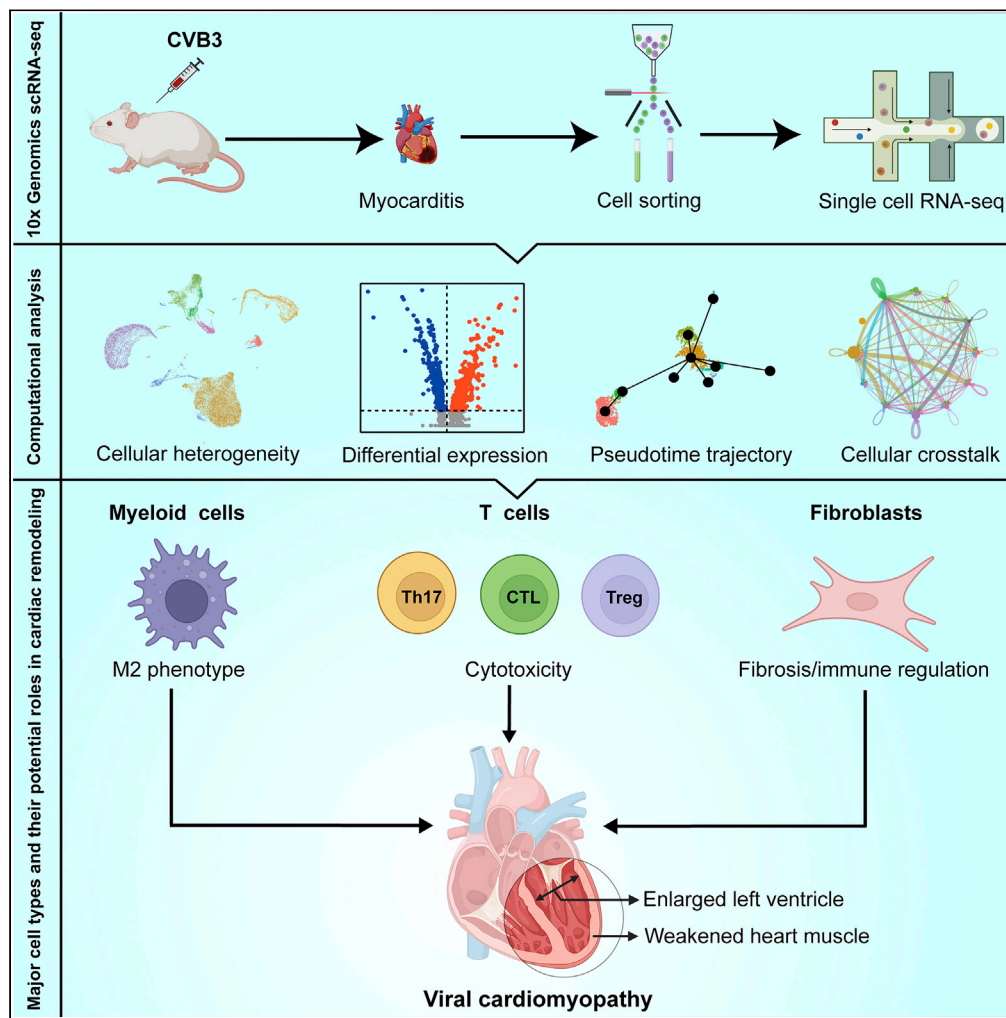 10x Genomics scRNA-seq
CVB3
Myocarditis
Cell sorting
Single cell RNA-seq
Computational analysis
Cellular heterogeneity
Differential expression
Pseudotime trajectory
Cellular crosstalk
Major cell types and their potential roles in cardiac remodeling
Myeloid cells
T cells
Fibroblasts
Th17
CTL
Treg
M2 phenotype
Cytotoxicity
Fibrosis/immune regulation
Enlarged left ventricle
Weakened heart muscle
Viral cardiomyopathy